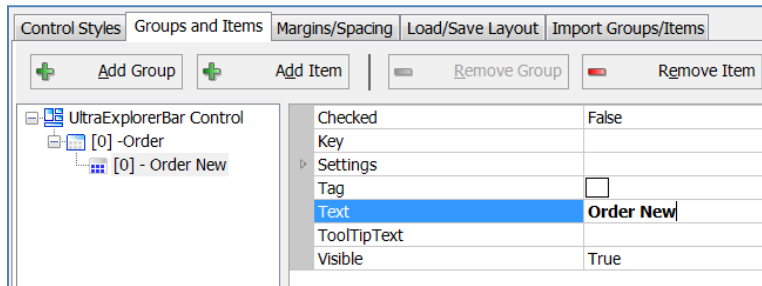 Control Styles Groups and Items Margins/Spacing Load/Save Layout Import Groups/Items
Add Group Add Item Remove Group Remove Item
UltraExplorerBar Control Checked False
[0] -Order Key
[0] - Order New Settings
Tag
Text Order New
ToolTipText
Visible True